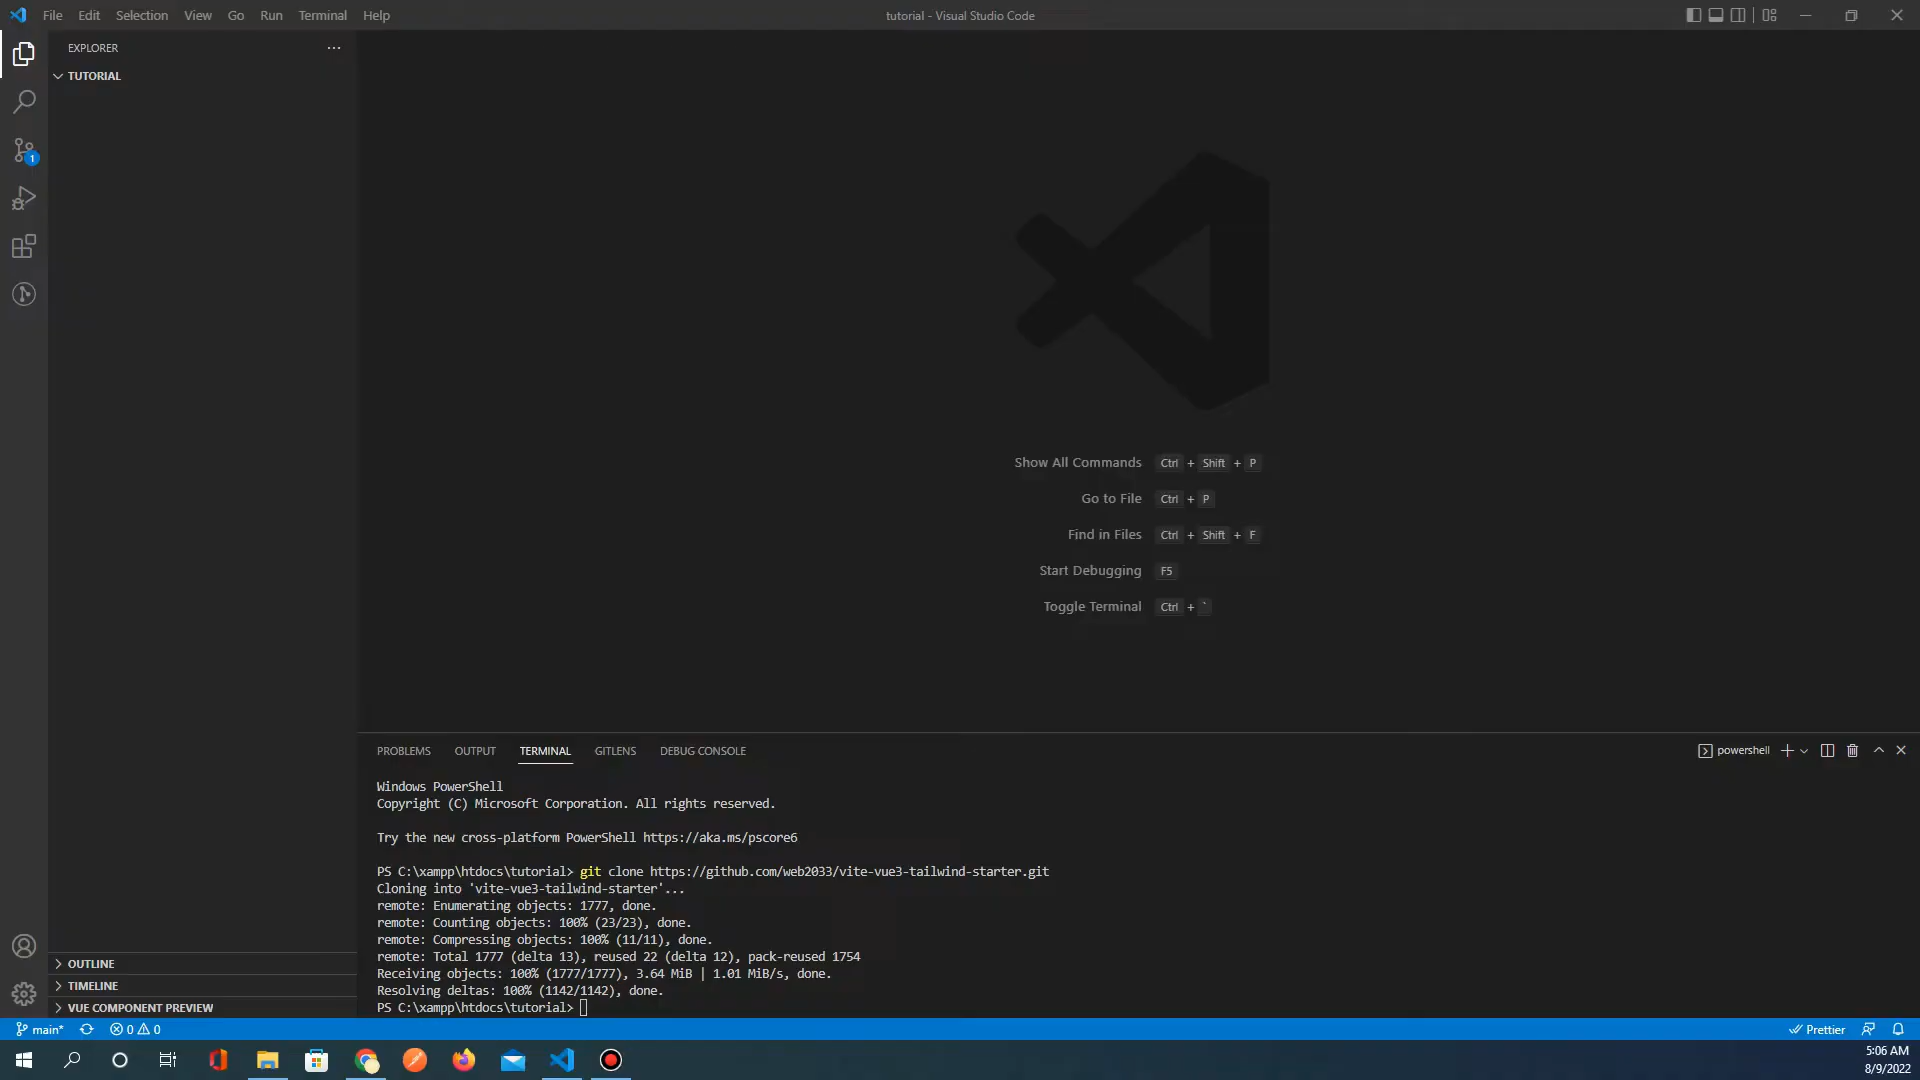 File Edit Selection View Go Run Terminal Help
tutorial - Visual Studio Code
EXPLORER
TUTORIAL
1
Show All Commands Ctrl + Shift + P
Go to File Ctrl + P
Find in Files Ctrl + Shift + F
Start Debugging F5
Toggle Terminal Ctrl + `
PROBLEMS OUTPUT TERMINAL GITLENS DEBUG CONSOLE
powershell
Windows PowerShell
Copyright (C) Microsoft Corporation. All rights reserved.
Try the new cross-platform PowerShell https://aka.ms/pscore6
PS C:\xampp\htdocs\tutorial> git clone https://github.com/web2033/vite-vue3-tailwind-starter.git
Cloning into 'vite-vue3-tailwind-starter'...
remote: Enumerating objects: 1777, done.
remote: Counting objects: 100% (23/23), done.
remote: Compressing objects: 100% (11/11), done.
remote: Total 1777 (delta 13), reused 22 (delta 12), pack-reused 1754
Receiving objects: 100% (1777/1777), 3.64 MiB | 1.01 MiB/s, done.
Resolving deltas: 100% (1142/1142), done.
PS C:\xampp\htdocs\tutorial>
OUTLINE
TIMELINE
VUE COMPONENT PREVIEW
main* 0 0
Prettier
5:06 AM
8/9/2022